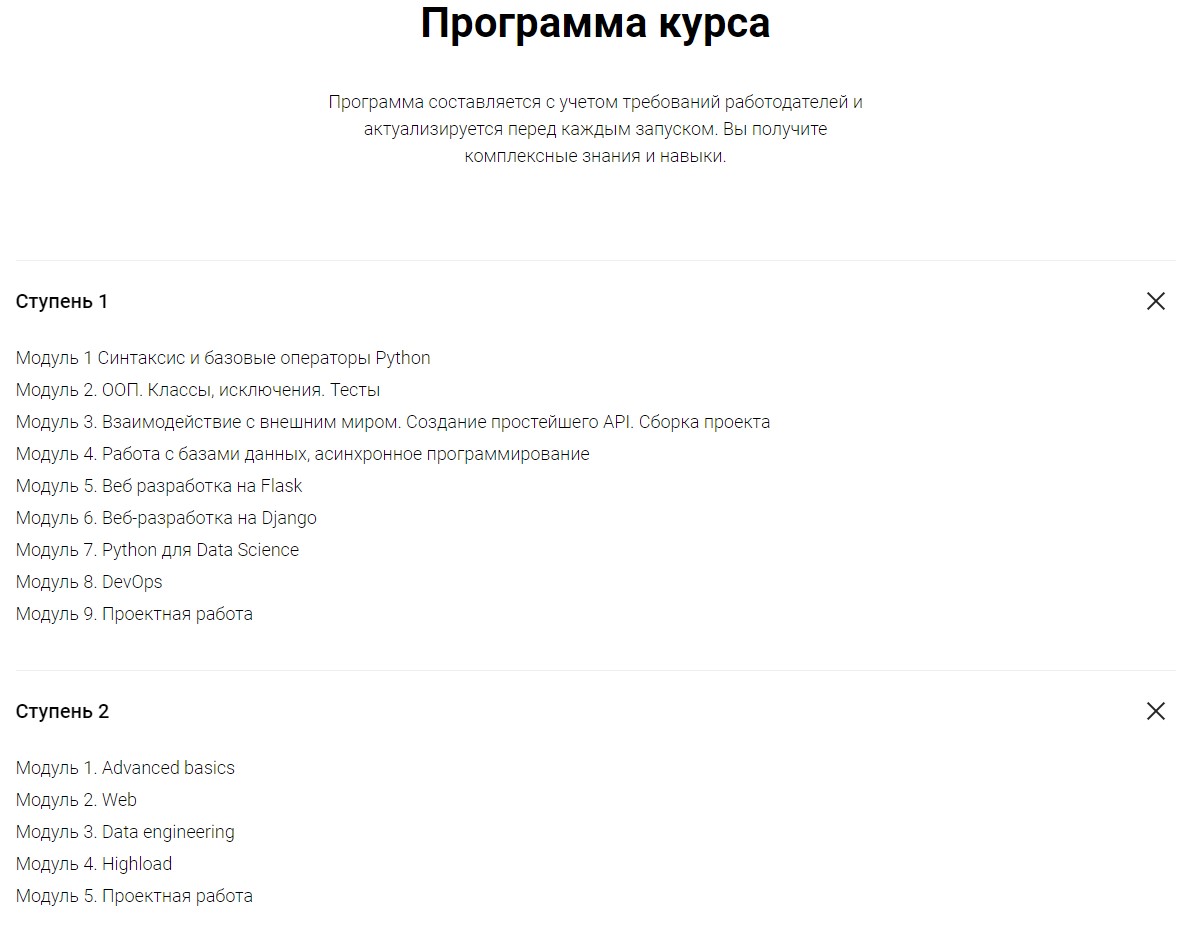 Программа курса
Программа составляется с учетом требований работодателей и
актуализируется перед каждым запуском. Вы получите
комплексные знания и навыки.
Ступень 1
Модуль 1 Синтаксис и базовые операторы Python
Модуль 2. ООП. Классы, исключения. Тесты
Модуль 3. Взаимодействие с внешним миром. Создание простейшего API. Сборка проекта
Модуль 4. Работа с базами данных, асинхронное программирование
Модуль 5. Веб разработка на Flask
Модуль 6. Веб-разработка на Django
Модуль 7. Python для Data Science
Модуль 8. DevOps
Модуль 9. Проектная работа
Ступень 2
Модуль 1. Advanced basics
Модуль 2. Web
Модуль 3. Data engineering
Модуль 4. Highload
Модуль 5. Проектная работа